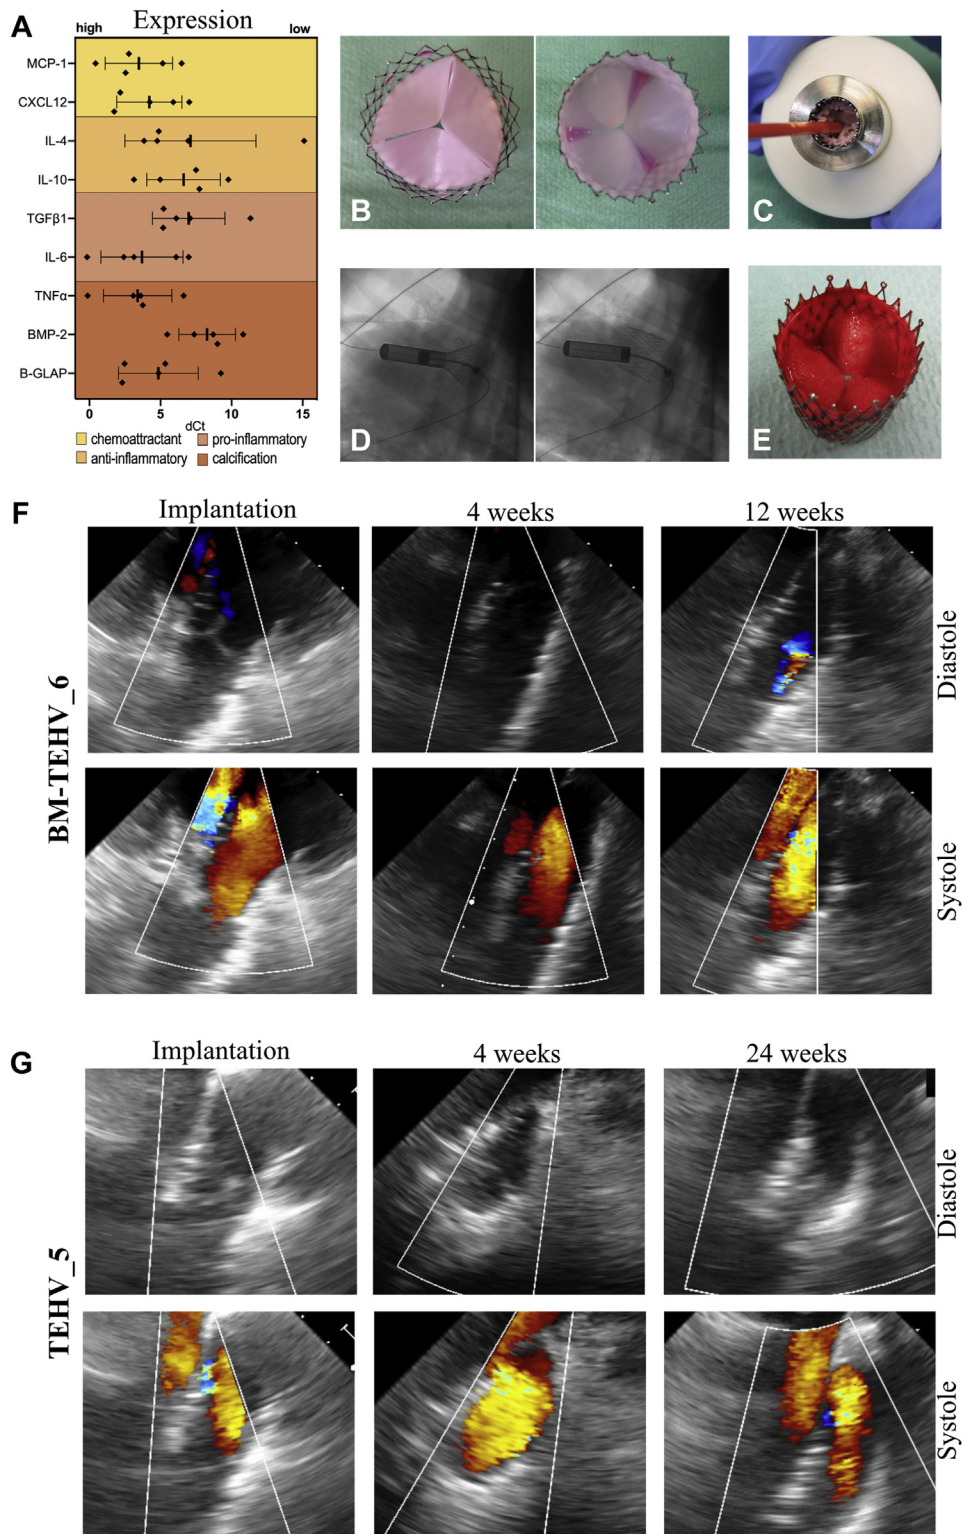 A
Expression
high
low
MCP-1
CXCL12
IL-4
IL-10
TGFβ1
IL-6
TNFα
BMP-2
B-GLAP
0
5
10
15
dCt
chemoattractant
pro-inflammatory
anti-inflammatory
calcification
B
C
D
E
F
Implantation
4 weeks
12 weeks
BM-TEHV_6
Diastole
Systole
G
Implantation
4 weeks
24 weeks
TEHV_5
Diastole
Systole